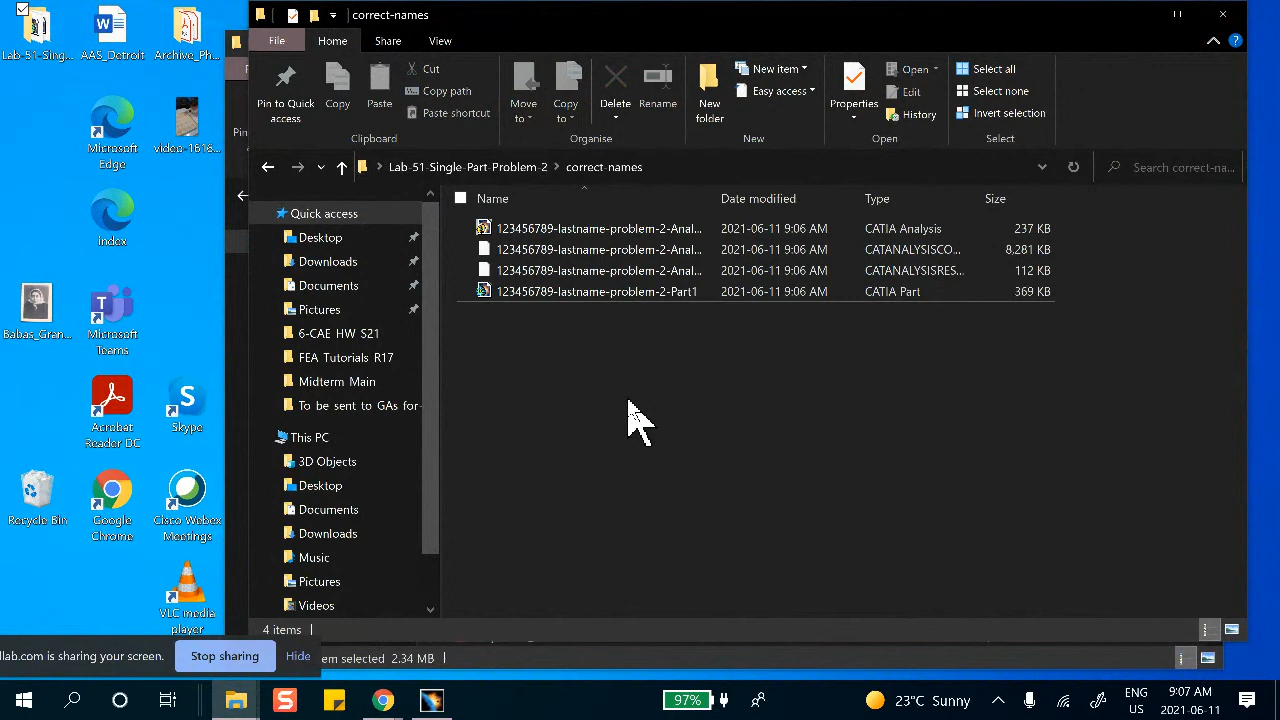 Lab-51-Sing...
AAS_Detroit
Archive_Ph...
Microsoft
Edge
video-1616...
index
Babas_Gran...
Microsoft
Teams
Acrobat
Reader DC
Skype
Recycle Bin
Google
Chrome
Cisco Webex
Meetings
VLC media
player
correct-names
File
Home
Share
View
Pin to Quick
access
Copy
Paste
Cut
Copy path
Paste shortcut
Clipboard
Move
to
Copy
to
Delete
Rename
Organise
New
folder
New item
Easy access
New
Properties
Open
Edit
History
Open
Select all
Select none
Invert selection
Select
Pin
Lab-51-Single-Part-Problem-2 > correct-names
Search correct-na...
Quick access
Desktop
Downloads
Documents
Pictures
6-CAE HW S21
FEA Tutorials R17
Midterm Main
To be sent to GAs for-
This PC
3D Objects
Desktop
Documents
Downloads
Music
Pictures
Videos
Name Date modified Type Size
123456789-lastname-problem-2-Anal... 2021-06-11 9:06 AM CATIA Analysis 237 KB
123456789-lastname-problem-2-Anal... 2021-06-11 9:06 AM CATANALYSISCO... 8,281 KB
123456789-lastname-problem-2-Anal... 2021-06-11 9:06 AM CATANALYSISRES... 112 KB
123456789-lastname-problem-2-Part1 2021-06-11 9:06 AM CATIA Part 369 KB
4 items
llab.com is sharing your screen.
Stop sharing
Hide
em selected 2.34 MB
97%
23°C Sunny
ENG
US
9:07 AM
2021-06-11